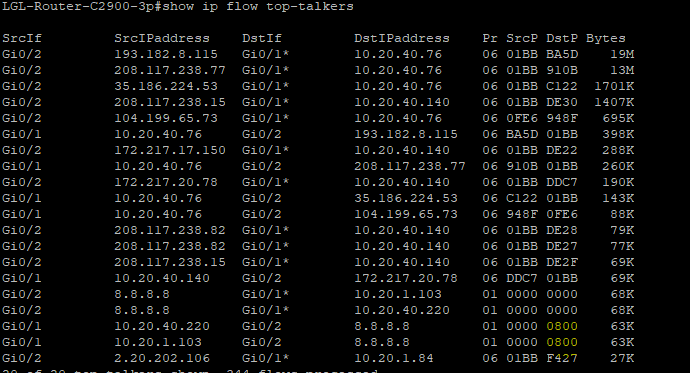 LGL-Router-C2900-3p#show ip flow top-talkers
SrcIf SrcIPaddress DstIf DstIPaddress Pr SrcP DstP Bytes
Gi0/2 193.182.8.115 Gi0/1* 10.20.40.76 06 01BB BA5D 19M
Gi0/2 208.117.238.77 Gi0/1* 10.20.40.76 06 01BB 910B 13M
Gi0/2 35.186.224.53 Gi0/1* 10.20.40.76 06 01BB C122 1701K
Gi0/2 208.117.238.15 Gi0/1* 10.20.40.140 06 01BB DE30 1407K
Gi0/2 104.199.65.73 Gi0/1* 10.20.40.76 06 0FE6 948F 695K
Gi0/1 10.20.40.76 Gi0/2 193.182.8.115 06 BA5D 01BB 398K
Gi0/2 172.217.17.150 Gi0/1* 10.20.40.140 06 01BB DE22 288K
Gi0/1 10.20.40.76 Gi0/2 208.117.238.77 06 910B 01BB 260K
Gi0/2 172.217.20.78 Gi0/1* 10.20.40.140 06 01BB DDC7 190K
Gi0/1 10.20.40.76 Gi0/2 35.186.224.53 06 C122 01BB 143K
Gi0/1 10.20.40.76 Gi0/2 104.199.65.73 06 948F 0FE6 88K
Gi0/2 208.117.238.82 Gi0/1* 10.20.40.140 06 01BB DE28 79K
Gi0/2 208.117.238.82 Gi0/1* 10.20.40.140 06 01BB DE27 77K
Gi0/2 208.117.238.15 Gi0/1* 10.20.40.140 06 01BB DE2F 69K
Gi0/1 10.20.40.140 Gi0/2 172.217.20.78 06 DDC7 01BB 69K
Gi0/2 8.8.8.8 Gi0/1* 10.20.1.103 01 0000 0000 68K
Gi0/2 8.8.8.8 Gi0/1* 10.20.40.220 01 0000 0000 68K
Gi0/1 10.20.40.220 Gi0/2 8.8.8.8 01 0000 0800 63K
Gi0/1 10.20.1.103 Gi0/2 8.8.8.8 01 0000 0800 63K
Gi0/2 2.20.202.106 Gi0/1* 10.20.1.84 06 01BB F427 27K
top talkers shown. flows processed